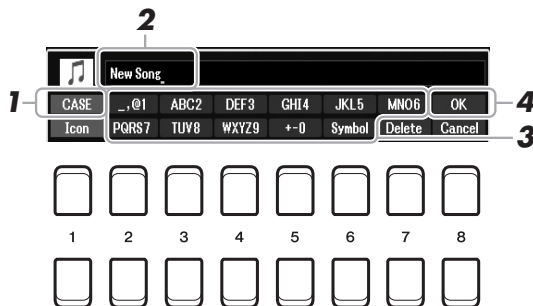 2
New Song_
1 CASE _,@1 ABC2 DEF3 GHI4 JKL5 MNO6 OK 4
Icon PQRS7 TUV8 WXYZ9 +-0 Symbol Delete Cancel 3
1 2 3 4 5 6 7 8